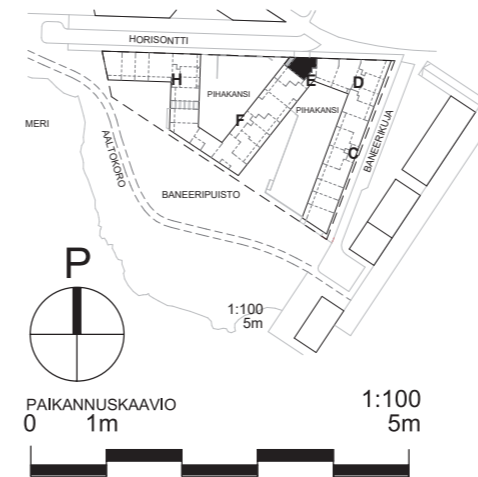 HORISONTTI
H
E
D
PIHAKANSI
PIHAKANSI
F
C
MERI
AALTOKORO
BANEERIKUJA
BANEERIPUISTO
P
1:100
5m
PAIKANNUSKAAVIO
1:100
0 1m 5m